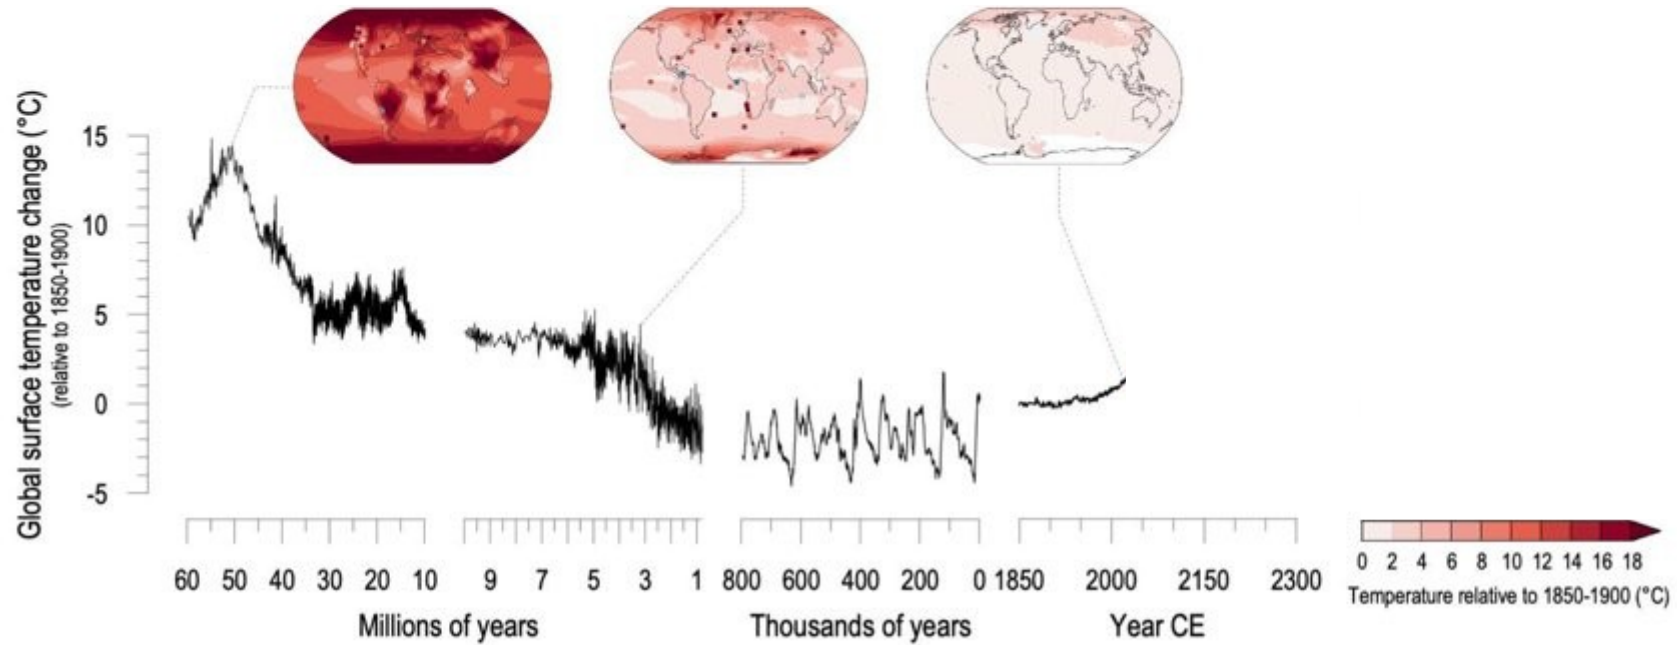 Global surface temperature change (°C)
(relative to 1850-1900)
15
10
5
0
-5
60 50 40 30 20 10
9 7 5 3 1
800 600 400 200 0
1850 2000 2150 2300
Millions of years
Thousands of years
Year CE
0 2 4 6 8 10 12 14 16 18
Temperature relative to 1850-1900 (°C)